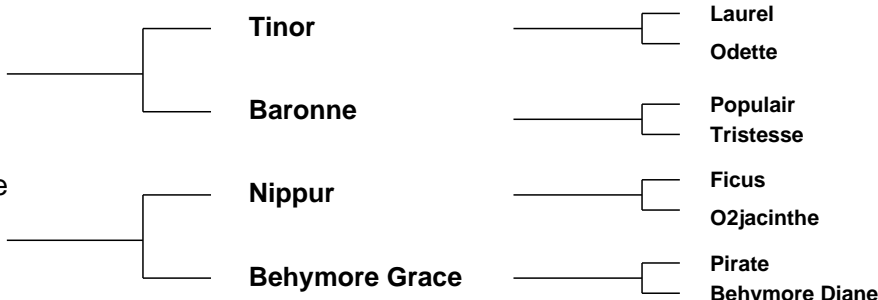 Tinor
Laurel
Odette
Baronne
Populair
Tristesse
e
Nippur
Ficus
O2jacinthe
Behymore Grace
Pirate
Behymore Diane